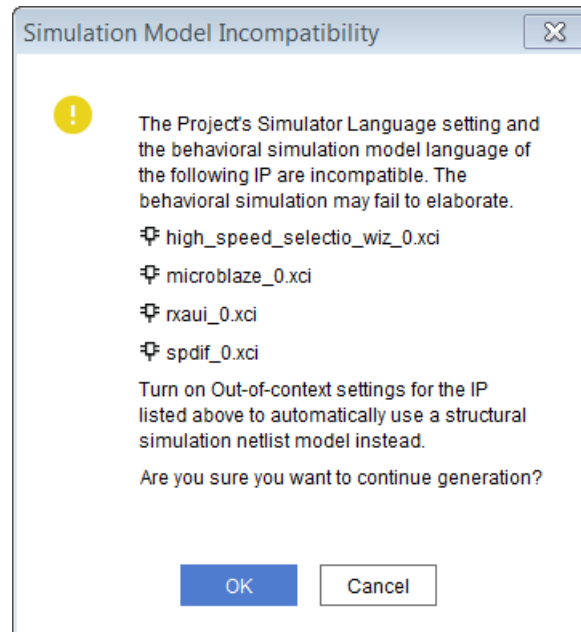 Simulation Model Incompatibility
The Project's Simulator Language setting and
the behavioral simulation model language of
the following IP are incompatible. The
behavioral simulation may fail to elaborate.
high_speed_selectio_wiz_0.xci
microblaze_0.xci
rxaui_0.xci
spdif_0.xci
Turn on Out-of-context settings for the IP
listed above to automatically use a structural
simulation netlist model instead.
Are you sure you want to continue generation?
OK Cancel